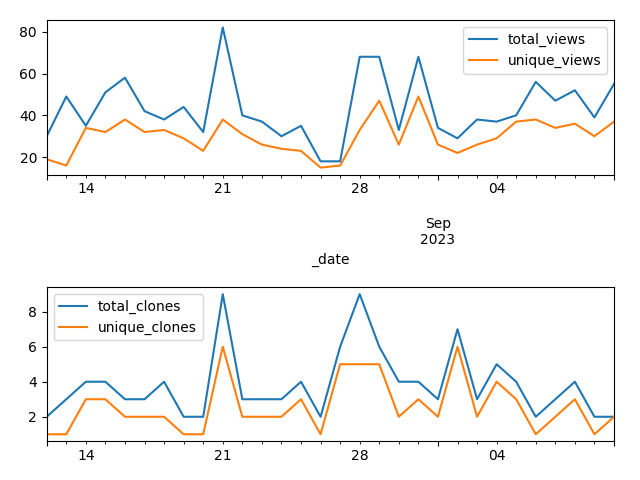 80
60
40
20
total_views
unique_views
14
21
28
04
Sep
2023
_date
8
6
4
2
total_clones
unique_clones
14
21
28
04